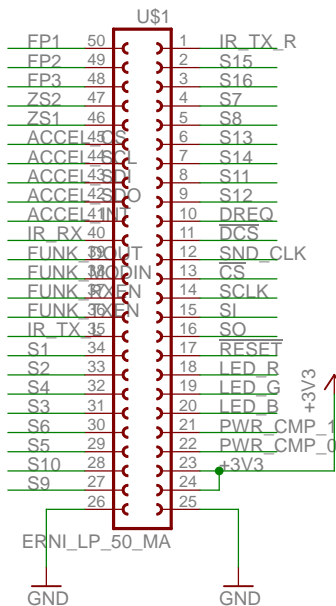 U$1
FP1 50 1 IR_TX_R
FP2 49 2 S15
FP3 48 3 S16
ZS2 47 4 S7
ZS1 46 5 S8
ACCEL_CS 45 6 S13
ACCEL_SCL 44 7 S14
ACCEL_SDI 43 8 S11
ACCEL_SDO 42 9 S12
ACCEL_INT 41 10 DREQ
IR_RX 40 11 DCS
FUNK_DOUT 39 12 SND_CLK
FUNK_MODIN 38 13 CS
FUNK_RXEN 37 14 SCLK
FUNK_TXEN 36 15 SI
IR_TX_L 35 16 SO
S1 34 17 RESET
S2 33 18 LED_R
S4 32 19 LED_G
S3 31 20 LED_B
S6 30 21 PWR_CMP_1
S5 29 22 PWR_CMP_0
S10 28 23 +3V3
S9 27 24
26 25
+3V3
ERNI_LP_50_MA
GND GND